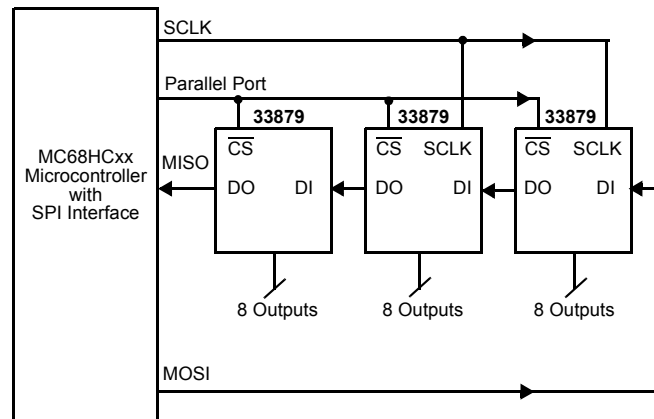 SCLK
Parallel Port
33879 33879 33879
CS CS SCLK CS SCLK
MC68HCxx
Microcontroller
with
SPI Interface
MISO
DO DI DO DI DO DI
8 Outputs 8 Outputs 8 Outputs
MOSI